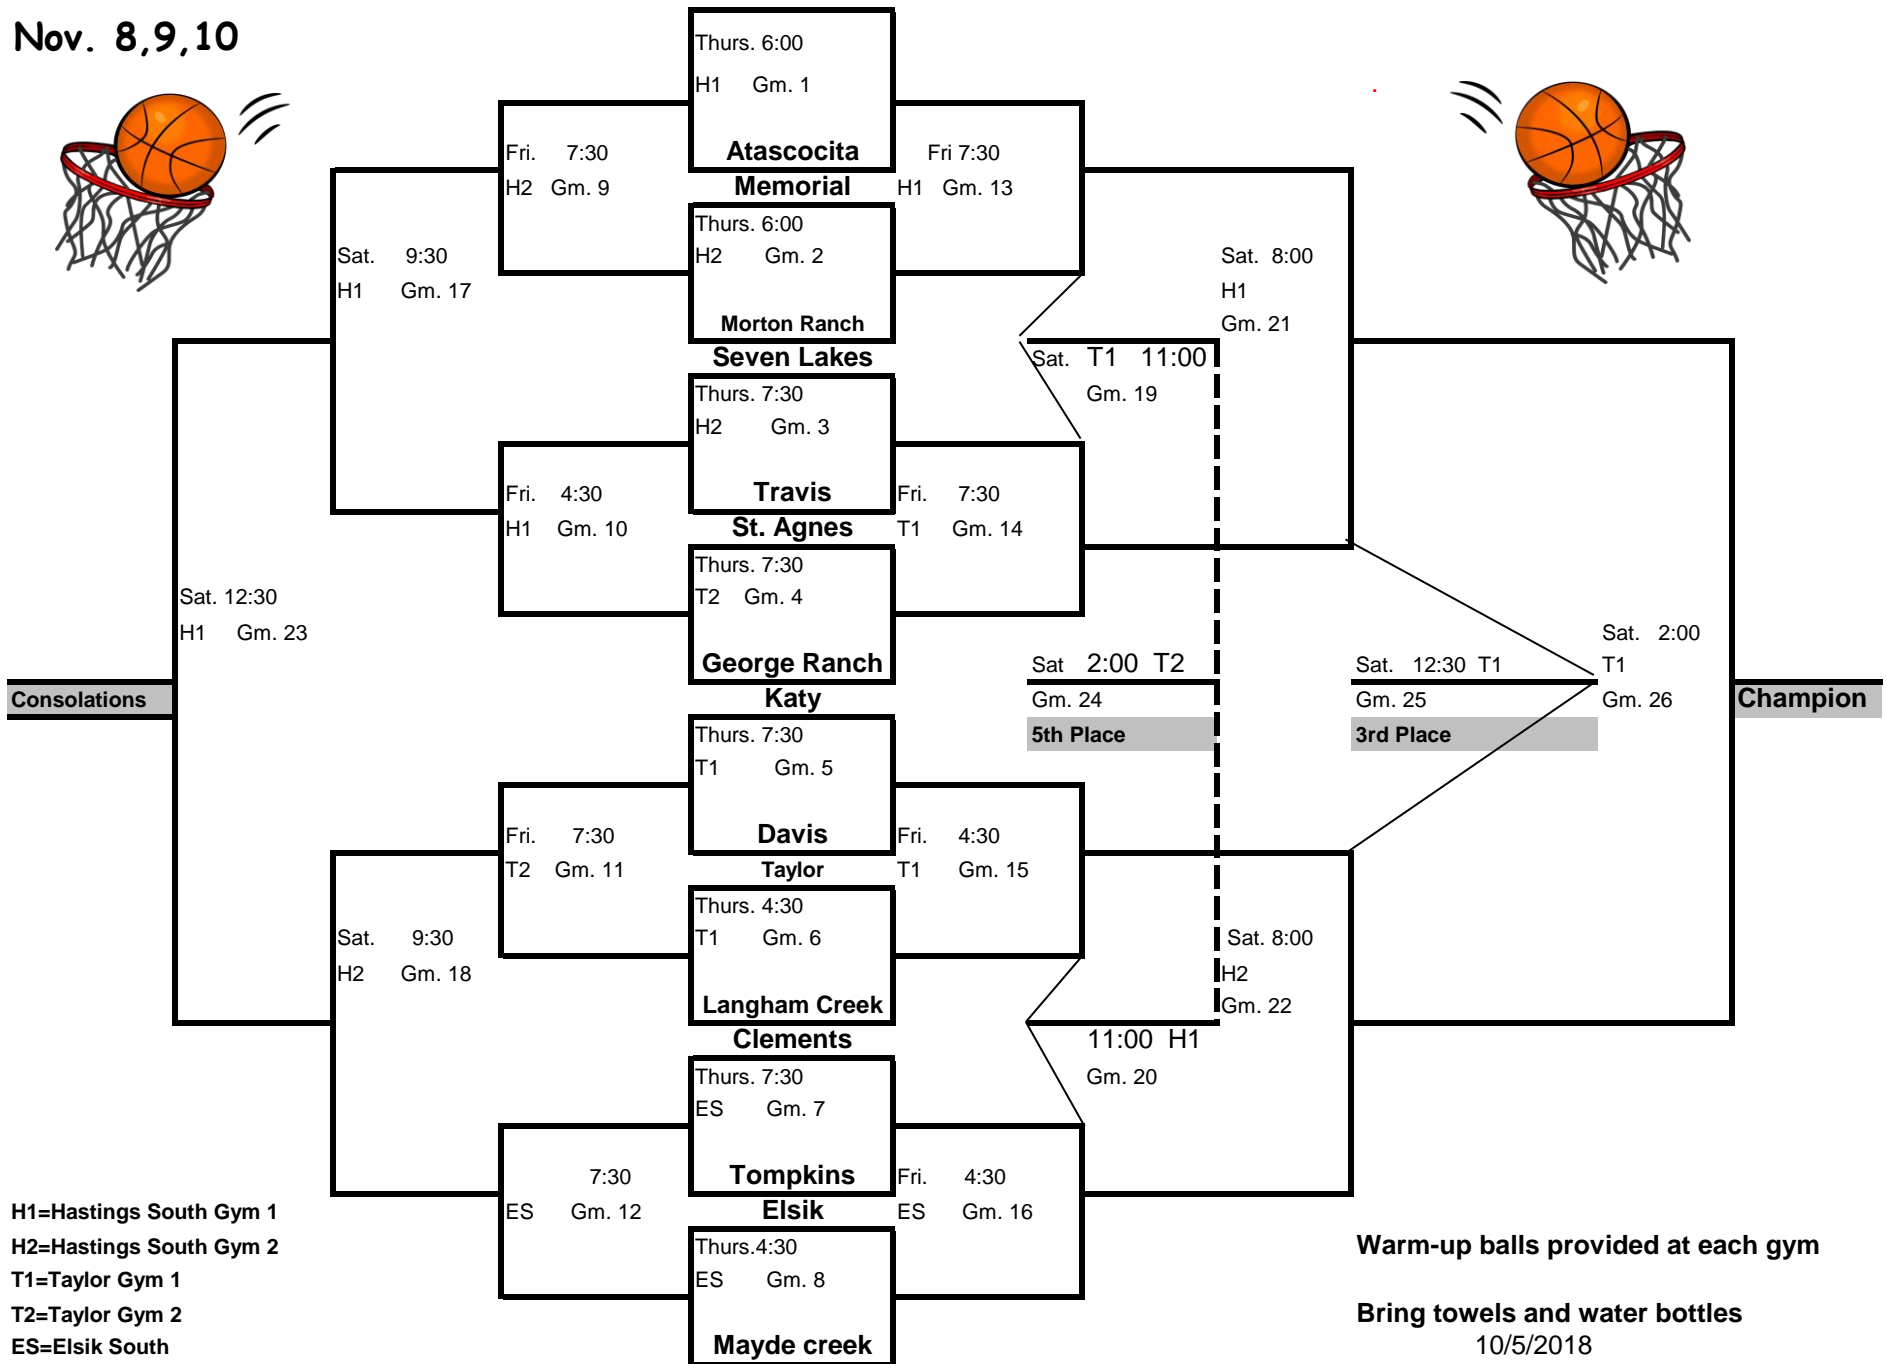 Nov. 8,9,10
Thurs. 6:00
H1 Gm. 1
Atascocita
Memorial
Thurs. 6:00
H2 Gm. 2
Morton Ranch
Seven Lakes
Thurs. 7:30
H2 Gm. 3
Travis
St. Agnes
Thurs. 7:30
T2 Gm. 4
George Ranch
Katy
Thurs. 7:30
T1 Gm. 5
Davis
Taylor
Thurs. 4:30
T1 Gm. 6
Langham Creek
Clements
Thurs. 7:30
ES Gm. 7
Tompkins
Elsik
Thurs.4:30
ES Gm. 8
Mayde creek
Fri. 7:30
H2 Gm. 9
Fri. 4:30
H1 Gm. 10
Fri. 7:30
T2 Gm. 11
7:30
ES Gm. 12
Fri 7:30
H1 Gm. 13
Fri. 7:30
T1 Gm. 14
Fri. 4:30
T1 Gm. 15
Fri. 4:30
ES Gm. 16
Sat. 9:30
H1 Gm. 17
Sat. 9:30
H2 Gm. 18
Sat. T1 11:00
Gm. 19
11:00 H1
Gm. 20
Sat. 8:00
H1
Gm. 21
Sat. 8:00
H2
Gm. 22
Sat. 12:30
H1 Gm. 23
Consolations
Sat 2:00 T2
Gm. 24
5th Place
Sat. 12:30 T1
Gm. 25
3rd Place
Sat. 2:00
T1
Gm. 26
Champion
H1=Hastings South Gym 1
H2=Hastings South Gym 2
T1=Taylor Gym 1
T2=Taylor Gym 2
ES=Elsik South
Warm-up balls provided at each gym
Bring towels and water bottles
10/5/2018